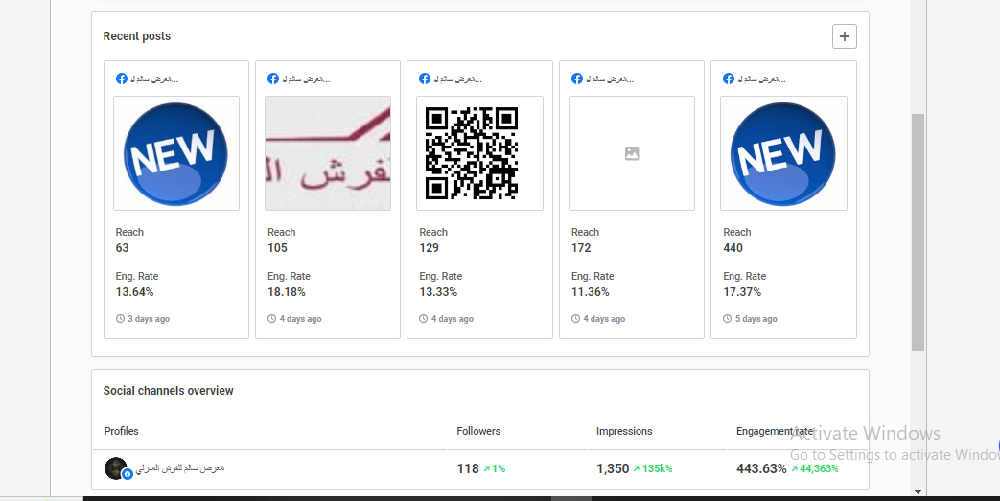 Recent posts
+
معرض سالم ل...
معرض سالم ل...
معرض سالم ل...
معرض سالم ل...
معرض سالم ل...
NEW
لفرش ال
NEW
Reach
Reach
Reach
Reach
Reach
63
105
129
172
440
Eng. Rate
Eng. Rate
Eng. Rate
Eng. Rate
Eng. Rate
13.64%
18.18%
13.33%
11.36%
17.37%
3 days ago
4 days ago
4 days ago
4 days ago
5 days ago
Social channels overview
Profiles
Followers
Impressions
Engagement rate
Activate Windows
Go to Settings to activate Windo
معرض سالم للفرش المنزلي
118 ↗ 1%
1,350 ↗ 135k%
443.63% ↗ 44,363%